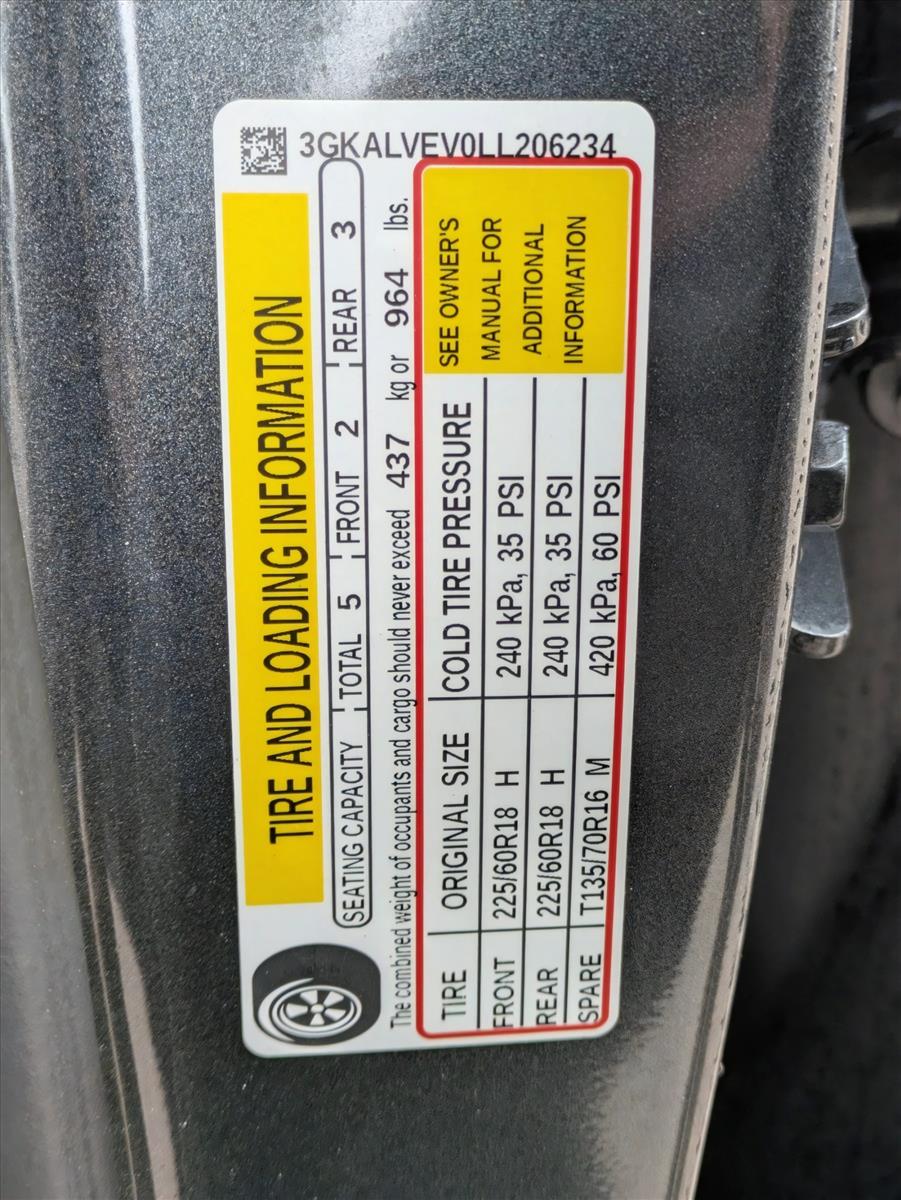 3GKALVEV0LL206234
TIRE AND LOADING INFORMATION
SEATING CAPACITY TOTAL 5 FRONT 2 REAR 3
The combined weight of occupants and cargo should never exceed 437 kg or 964 lbs.
TIRE ORIGINAL SIZE COLD TIRE PRESSURE
FRONT 225/60R18 H 240 kPa, 35 PSI
REAR 225/60R18 H 240 kPa, 35 PSI
SPARE T135/70R16 M 420 kPa, 60 PSI
SEE OWNER'S
MANUAL FOR
ADDITIONAL
INFORMATION